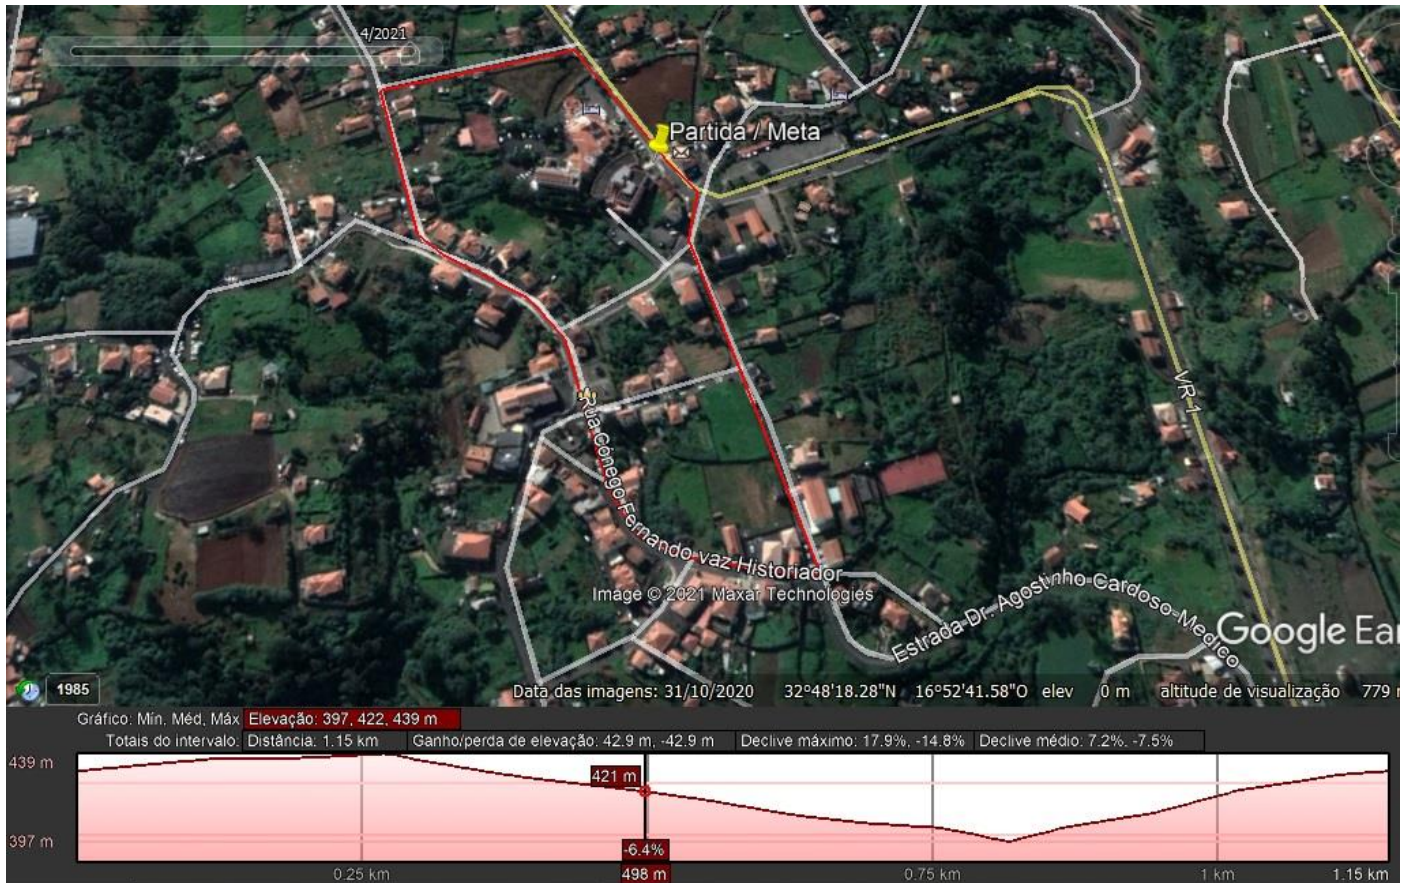 4/2021
Partida / Meta
VR-1
Rua Cónego Fernando vaz Historiador
Image © 2021 Maxar Technologies
Estrada Dr. Agostinho Cardoso-Medico
Google Ear
1985
Data das imagens: 31/10/2020 32°48'18.28"N 16°52'41.58"O elev 0 m altitude de visualização 779 m
Gráfico: Mín, Méd, Máx Elevação: 397, 422, 439 m
Totais do intervalo: Distância: 1.15 km Ganho/perda de elevação: 42.9 m, -42.9 m Declive máximo: 17.9%, -14.8% Declive médio: 7.2%, -7.5%
439 m
421 m
397 m
-6.4%
0.25 km 498 m 0.75 km 1 km 1.15 km